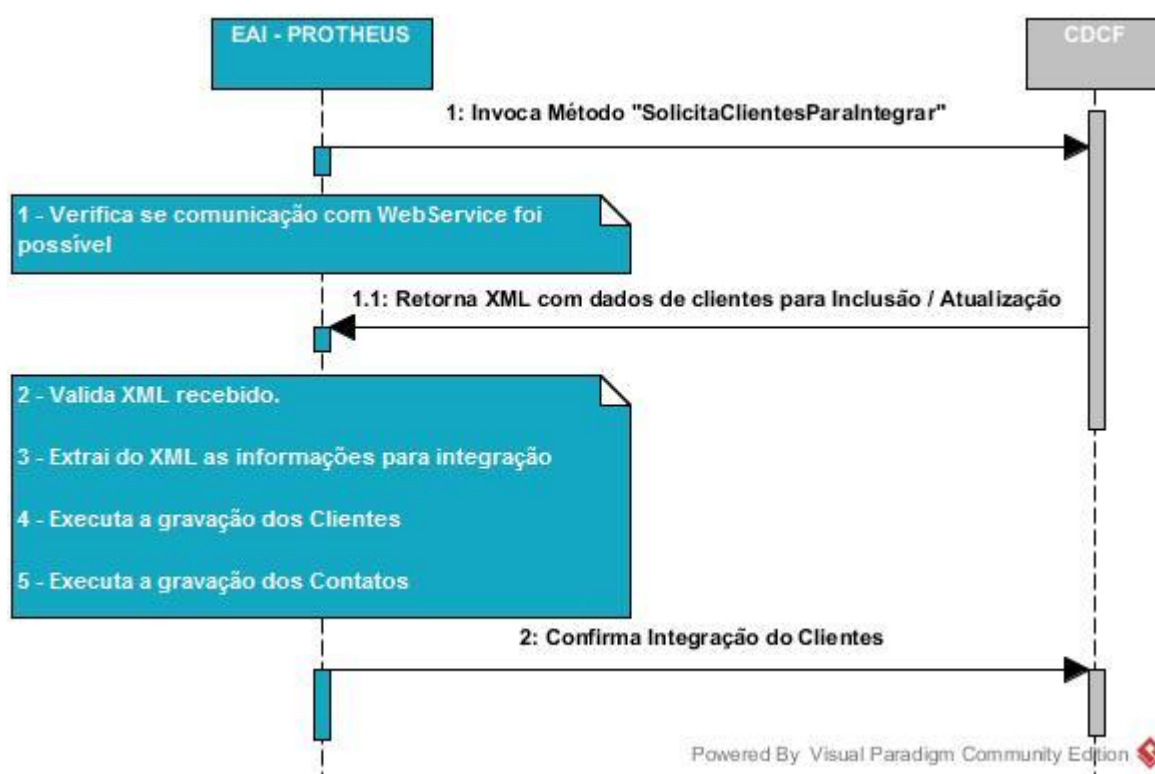 EAI - PROTHEUS
CDCF
1: Invoca Método "SolicitaClientesParaIntegrar"
1 - Verifica se comunicação com WebService foi
possível
1.1: Retorna XML com dados de clientes para Inclusão / Atualização
2 - Valida XML recebido.
3 - Extrai do XML as informações para integração
4 - Executa a gravação dos Clientes
5 - Executa a gravação dos Contatos
2: Confirma Integração do Clientes
Powered By Visual Paradigm Community Edition